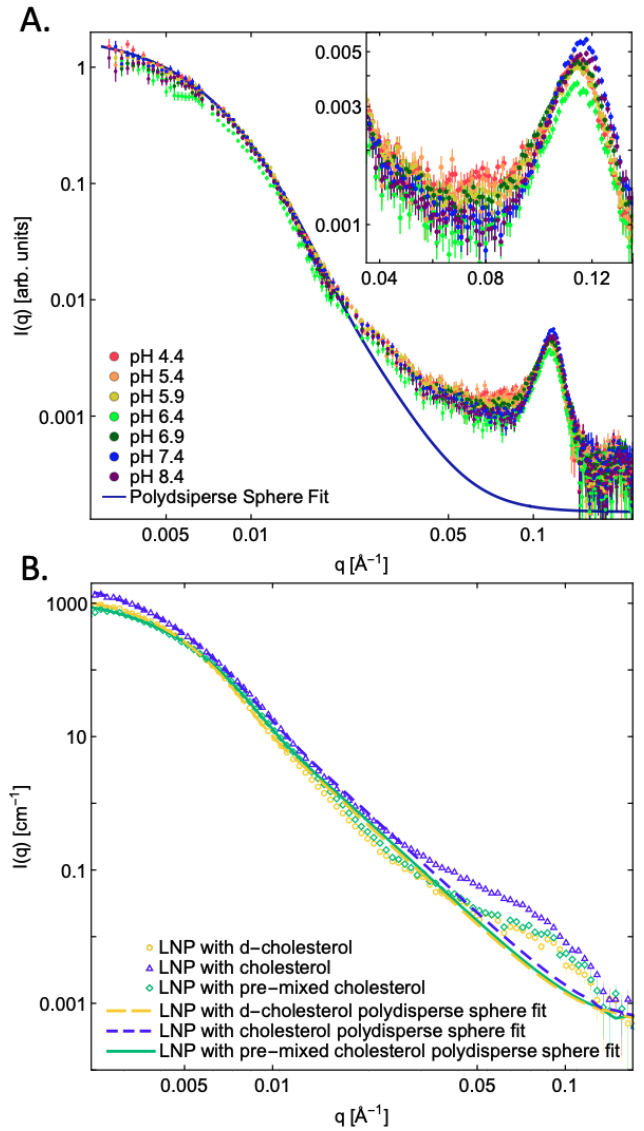 A.
I(q) [arb. units]
1
0.1
0.01
0.001
0.005
0.003
0.001
0.04
0.08
0.12
pH 4.4
pH 5.4
pH 5.9
pH 6.4
pH 6.9
pH 7.4
pH 8.4
Polydsiperse Sphere Fit
0.005
0.01
0.05
0.1
q [Å⁻¹]
B.
I(q) [cm⁻¹]
1000
10
0.1
0.001
LNP with d−cholesterol
LNP with cholesterol
LNP with pre−mixed cholesterol
LNP with d−cholesterol polydisperse sphere fit
LNP with cholesterol polydisperse sphere fit
LNP with pre−mixed cholesterol polydisperse sphere fit
0.005
0.01
0.05
0.1
q [Å⁻¹]